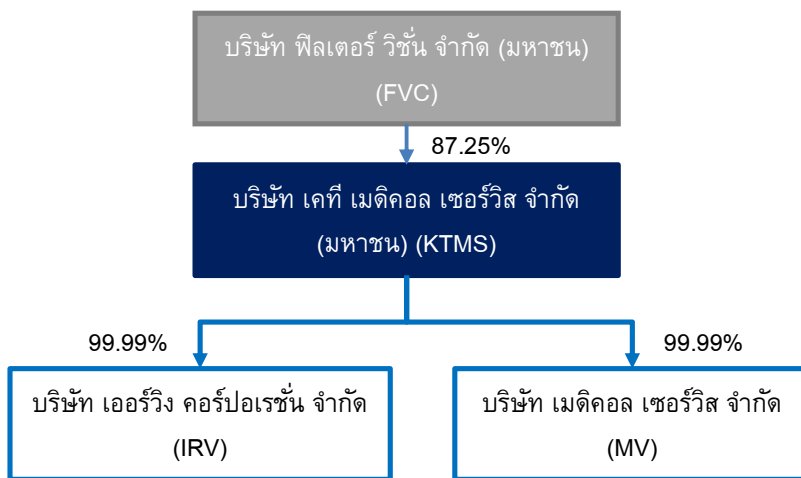 บริษัท ฟิลเตอร์ วิชั่น จำกัด (มหาชน)
(FVC)
87.25%
บริษัท เคที เมดิคอล เซอร์วิส จำกัด
(มหาชน) (KTMS)
99.99%
99.99%
บริษัท เออร์วิง คอร์ปอเรชั่น จำกัด
(IRV)
บริษัท เมดิคอล เซอร์วิส จำกัด
(MV)